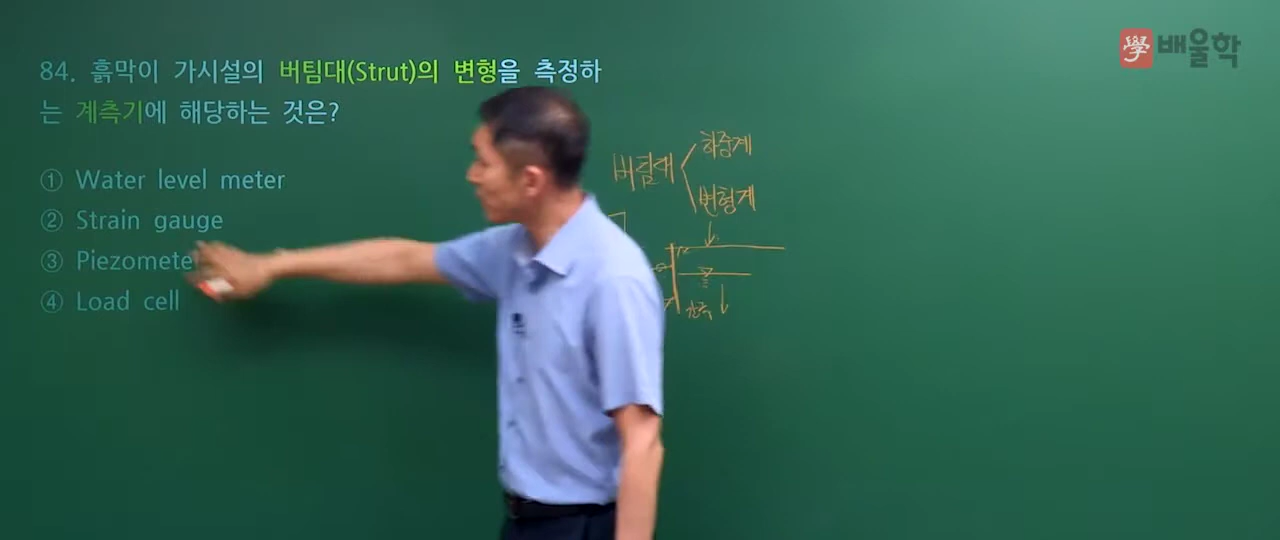 學배울학
84. 흙막이 가시설의 버팀대(Strut)의 변형을 측정하
는 계측기에 해당하는 것은?
① Water level meter
② Strain gauge
③ Piezomete
④ Load cell
버팀대
하중계
변형계